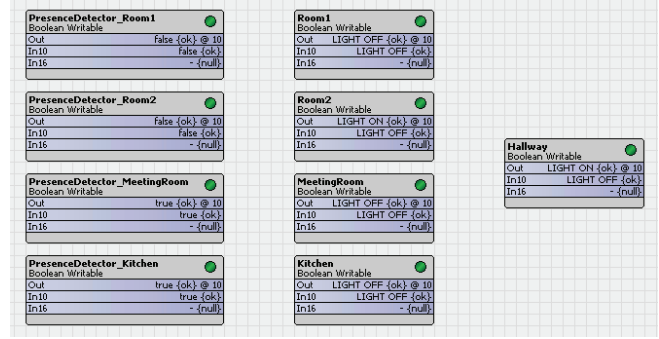 PresenceDetector_Room1
Boolean Writable
Out false {ok} @ 10
In10 false {ok}
In16 - {null}
Room1
Boolean Writable
Out LIGHT OFF {ok} @ 10
In10 LIGHT OFF {ok}
In16 - {null}
PresenceDetector_Room2
Boolean Writable
Out false {ok} @ 10
In10 false {ok}
In16 - {null}
Room2
Boolean Writable
Out LIGHT ON {ok} @ 10
In10 LIGHT OFF {ok}
In16 - {null}
Hallway
Boolean Writable
Out LIGHT ON {ok} @ 10
In10 LIGHT OFF {ok}
In16 - {null}
PresenceDetector_MeetingRoom
Boolean Writable
Out true {ok} @ 10
In10 true {ok}
In16 - {null}
MeetingRoom
Boolean Writable
Out LIGHT OFF {ok} @ 10
In10 LIGHT OFF {ok}
In16 - {null}
PresenceDetector_Kitchen
Boolean Writable
Out true {ok} @ 10
In10 true {ok}
In16 - {null}
Kitchen
Boolean Writable
Out LIGHT OFF {ok} @ 10
In10 LIGHT OFF {ok}
In16 - {null}